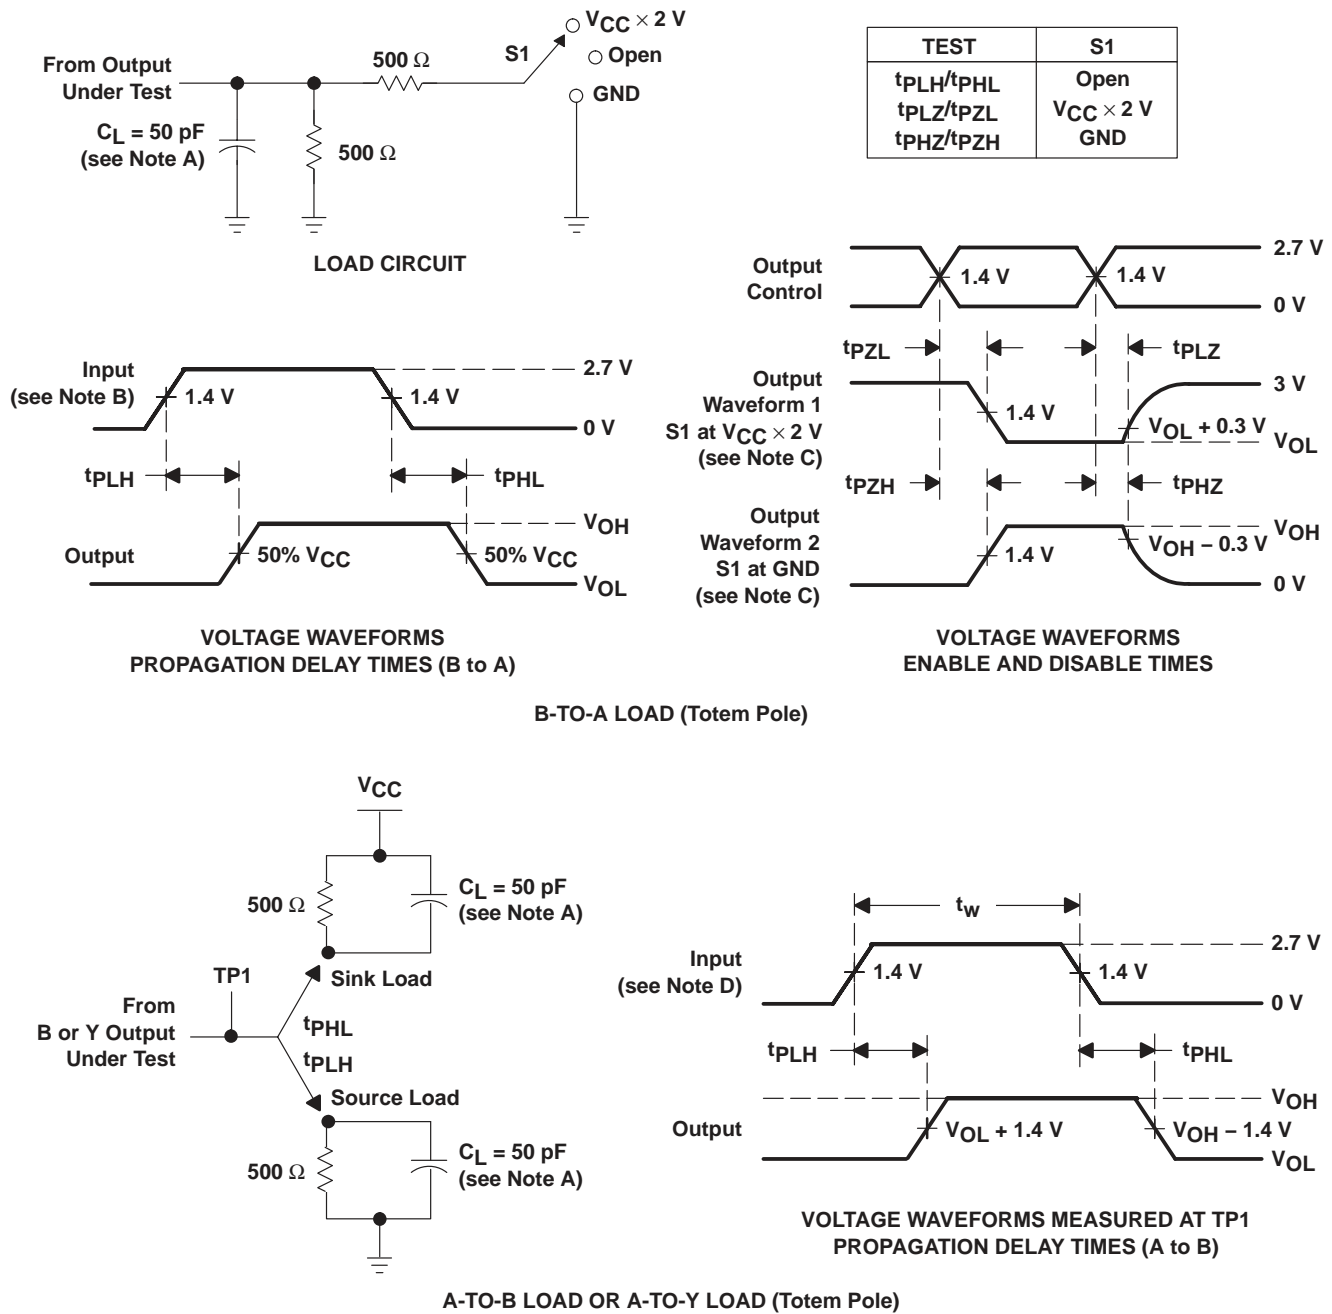 VCC × 2 V
S1
Open
500 Ω
From Output
Under Test
GND
CL = 50 pF
(see Note A)
500 Ω
LOAD CIRCUIT
TEST S1
tPLH/tPHL Open
tPLZ/tPZL VCC × 2 V
tPHZ/tPZH GND
Input
(see Note B)
2.7 V
1.4 V
1.4 V
0 V
tPLH
tPHL
VOH
Output
50% VCC
50% VCC
VOL
VOLTAGE WAVEFORMS
PROPAGATION DELAY TIMES (B to A)
Output
Control
2.7 V
1.4 V
1.4 V
0 V
tPZL
tPLZ
Output
Waveform 1
S1 at VCC × 2 V
(see Note C)
3 V
1.4 V
VOL + 0.3 V
VOL
tPZH
tPHZ
Output
Waveform 2
S1 at GND
(see Note C)
VOH
1.4 V
VOH – 0.3 V
0 V
VOLTAGE WAVEFORMS
ENABLE AND DISABLE TIMES
B-TO-A LOAD (Totem Pole)
VCC
500 Ω
CL = 50 pF
(see Note A)
TP1
Sink Load
From
B or Y Output
Under Test
tPHL
tPLH
Source Load
500 Ω
CL = 50 pF
(see Note A)
tw
Input
(see Note D)
2.7 V
1.4 V
1.4 V
0 V
tPLH
tPHL
VOH
Output
VOL + 1.4 V
VOH – 1.4 V
VOL
VOLTAGE WAVEFORMS MEASURED AT TP1
PROPAGATION DELAY TIMES (A to B)
A-TO-B LOAD OR A-TO-Y LOAD (Totem Pole)